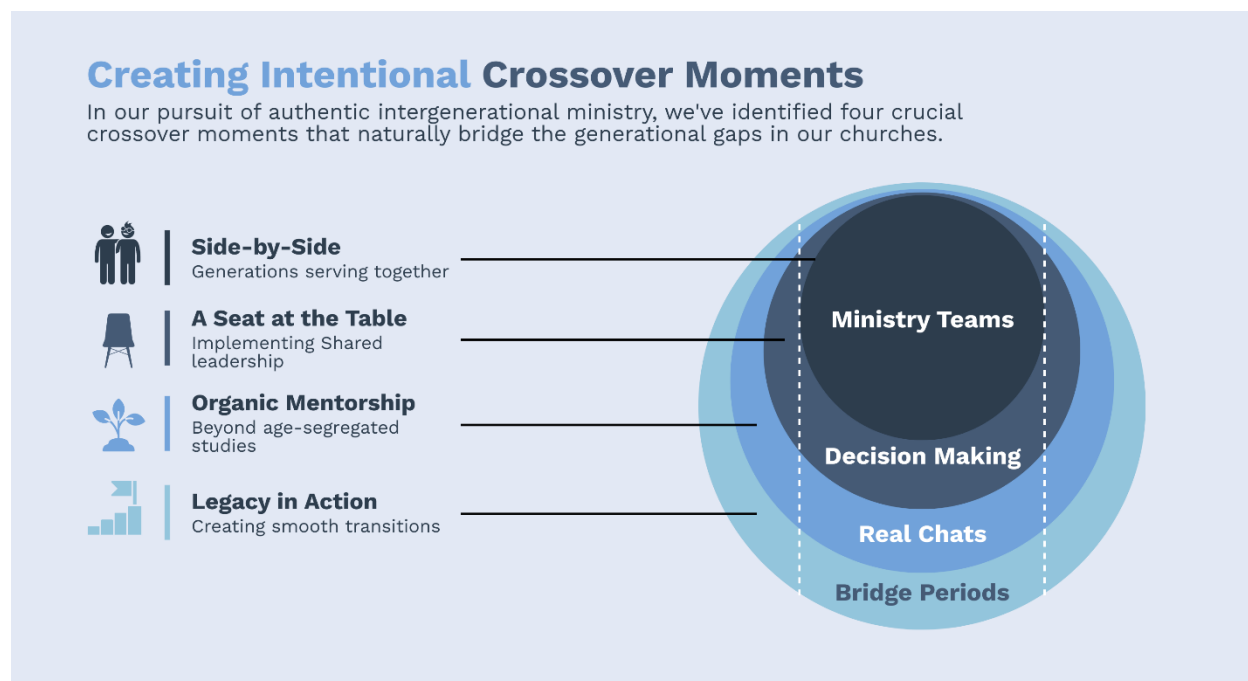 Creating Intentional Crossover Moments
In our pursuit of authentic intergenerational ministry, we've identified four crucial
crossover moments that naturally bridge the generational gaps in our churches.
Side-by-Side
Generations serving together
A Seat at the Table
Implementing Shared
leadership
Organic Mentorship
Beyond age-segregated
studies
Legacy in Action
Creating smooth transitions
Ministry Teams
Decision Making
Real Chats
Bridge Periods